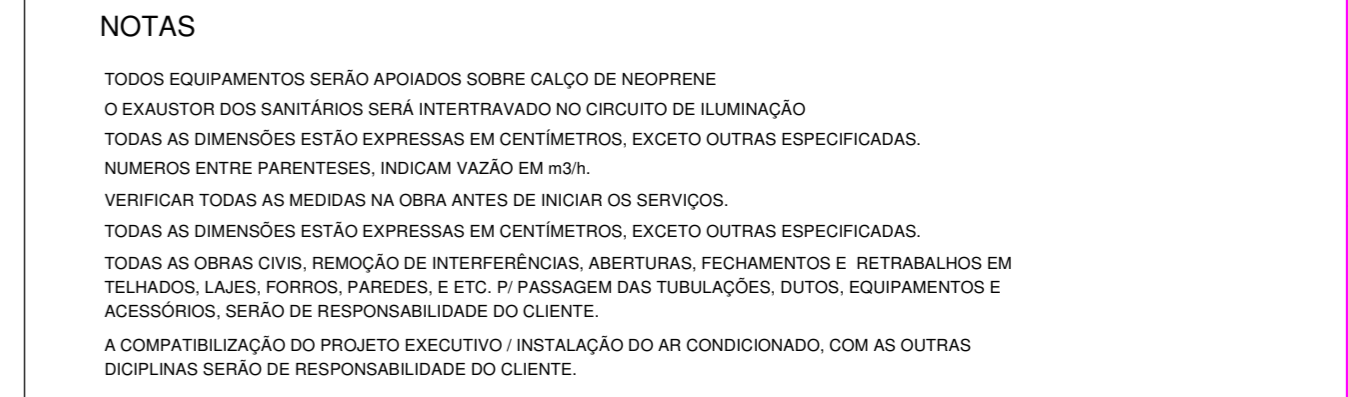 NOTAS
TODOS EQUIPAMENTOS SERÃO APOIADOS SOBRE CALÇO DE NEOPRENE
O EXAUSTOR DOS SANITÁRIOS SERÁ INTERTRAVADO NO CIRCUITO DE ILUMINAÇÃO
TODAS AS DIMENSÕES ESTÃO EXPRESSAS EM CENTÍMETROS, EXCETO OUTRAS ESPECIFICADAS.
NUMEROS ENTRE PARENTESES, INDICAM VAZÃO EM m3/h.
VERIFICAR TODAS AS MEDIDAS NA OBRA ANTES DE INICIAR OS SERVIÇOS.
TODAS AS DIMENSÕES ESTÃO EXPRESSAS EM CENTÍMETROS, EXCETO OUTRAS ESPECIFICADAS.
TODAS AS OBRAS CIVIS, REMOÇÃO DE INTERFERÊNCIAS, ABERTURAS, FECHAMENTOS E  RETRABALHOS EM
TELHADOS, LAJES, FORROS, PAREDES, E ETC. P/ PASSAGEM DAS TUBULAÇÕES, DUTOS, EQUIPAMENTOS E
ACESSÓRIOS, SERÃO DE RESPONSABILIDADE DO CLIENTE.
A COMPATIBILIZAÇÃO DO PROJETO EXECUTIVO / INSTALAÇÃO DO AR CONDICIONADO, COM AS OUTRAS
DICIPLINAS SERÃO DE RESPONSABILIDADE DO CLIENTE.